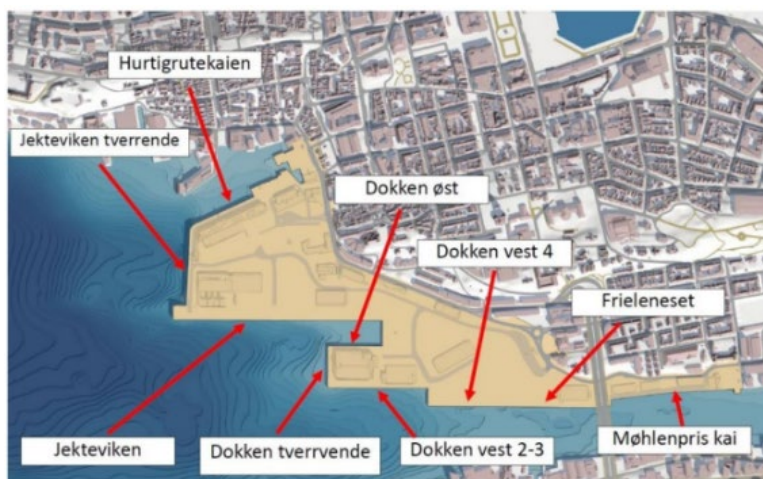 Hurtigrutekaien
Jekteviken tverrende
Dokken øst
Dokken vest 4
Frieleneset
Jekteviken
Dokken tverrvende
Dokken vest 2-3
Møhlenpris kai